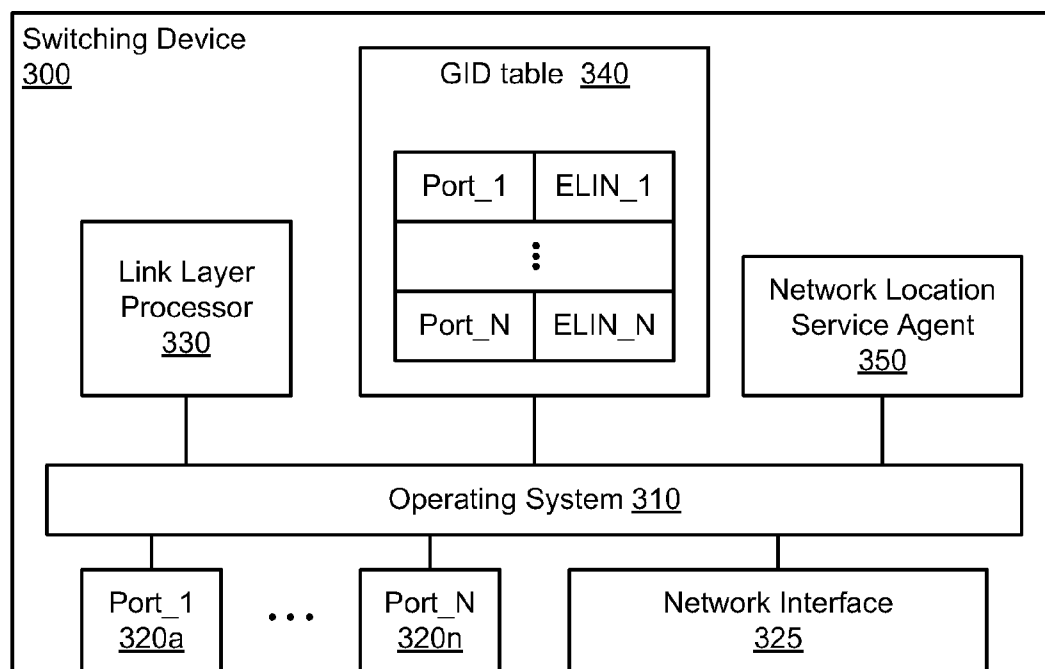 Switching Device
300
GID table 340
Port_1 ELIN_1
Port_N ELIN_N
Link Layer
Processor
330
Network Location
Service Agent
350
Operating System 310
Port_1
320a
Port_N
320n
Network Interface
325